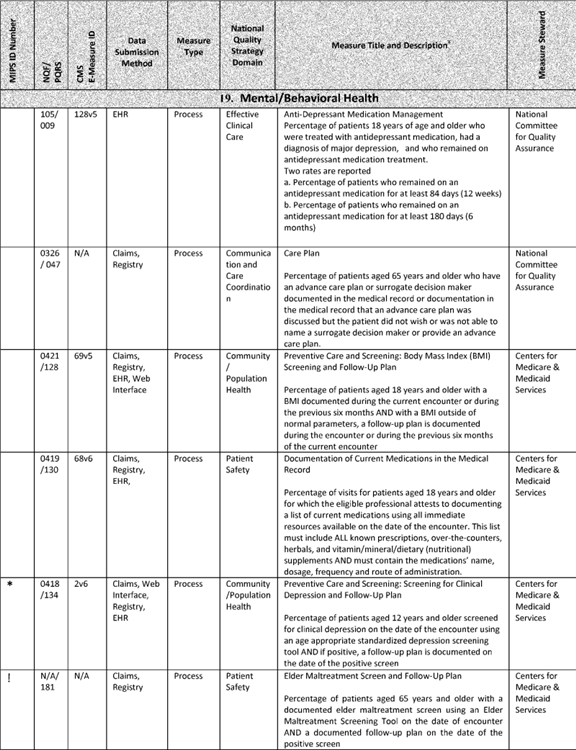 MIPS ID Number
NQF/
PQRS
CMS
E-Measure ID
Data
Submission
Method
Measure
Type
National
Quality
Strategy
Domain
Measure Title and Description
Measure Steward
19. Mental/Behavioral Health
105/
009
128v5
EHR
Process
Effective
Clinical
Care
Anti-Depressant Medication Management
Percentage of patients 18 years of age and older who
were treated with antidepressant medication, had a
diagnosis of major depression, and who remained on
antidepressant medication treatment.
Two rates are reported
a. Percentage of patients who remained on an
antidepressant medication for at least 84 days (12 weeks)
b. Percentage of patients who remained on an
antidepressant medication for at least 180 days (6
months)
National
Committee
for Quality
Assurance
0326
/ 047
N/A
Claims,
Registry
Process
Communica
tion and
Care
Coordinatio
n
Care Plan
Percentage of patients aged 65 years and older who have
an advance care plan or surrogate decision maker
documented in the medical record or documentation in
the medical record that an advance care plan was
discussed but the patient did not wish or was not able to
name a surrogate decision maker or provide an advance
care plan.
National
Committee
for Quality
Assurance
0421
/128
69v5
Claims,
Registry,
EHR, Web
Interface
Process
Community
/
Population
Health
Preventive Care and Screening: Body Mass Index (BMI)
Screening and Follow-Up Plan
Percentage of patients aged 18 years and older with a
BMI documented during the current encounter or during
the previous six months AND with a BMI outside of
normal parameters, a follow-up plan is documented
during the encounter or during the previous six months
of the current encounter
Centers for
Medicare &
Medicaid
Services
0419
/130
68v6
Claims,
Registry,
EHR,
Process
Patient
Safety
Documentation of Current Medications in the Medical
Record
Percentage of visits for patients aged 18 years and older
for which the eligible professional attests to documenting
a list of current medications using all immediate
resources available on the date of the encounter. This list
must include ALL known prescriptions, over-the-counters,
herbals, and vitamin/mineral/dietary (nutritional)
supplements AND must contain the medications' name,
dosage, frequency and route of administration.
Centers for
Medicare &
Medicaid
Services
*
0418
/134
2v6
Claims, Web
Interface,
Registry,
EHR
Process
Community
/Population
Health
Preventive Care and Screening: Screening for Clinical
Depression and Follow-Up Plan
Percentage of patients aged 12 years and older screened
for clinical depression on the date of the encounter using
an age appropriate standardized depression screening
tool AND if positive, a follow-up plan is documented on
the date of the positive screen
Centers for
Medicare &
Medicaid
Services
!
N/A/
181
N/A
Claims,
Registry
Process
Patient
Safety
Elder Maltreatment Screen and Follow-Up Plan
Percentage of patients aged 65 years and older with a
documented elder maltreatment screen using an Elder
Maltreatment Screening Tool on the date of encounter
AND a documented follow-up plan on the date of the
positive screen
Centers for
Medicare &
Medicaid
Services